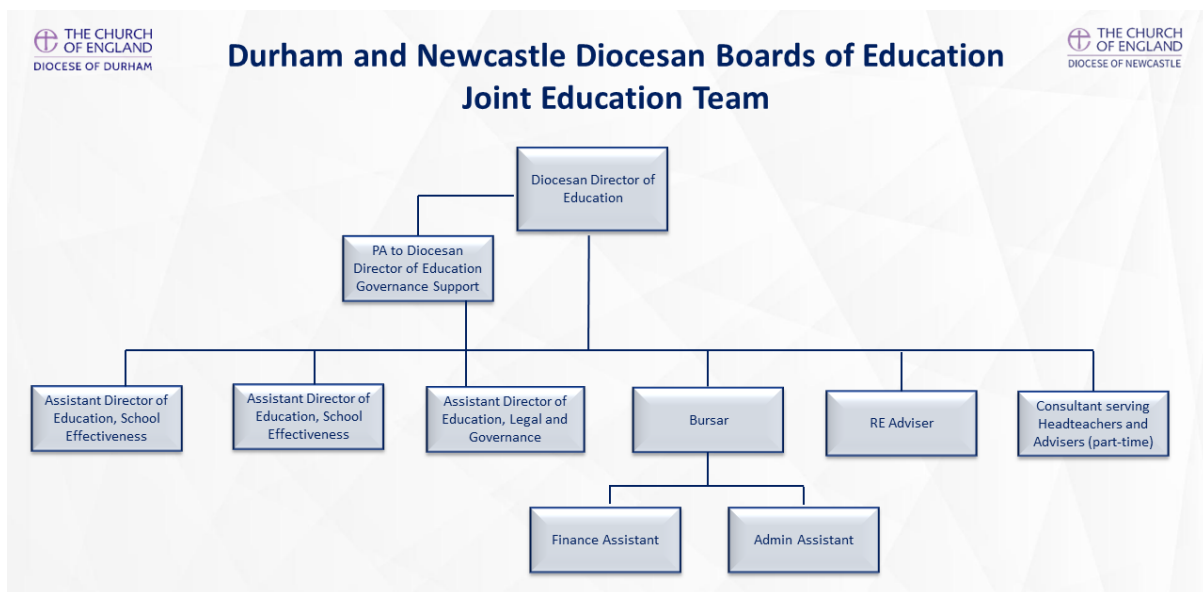 THE CHURCH
OF ENGLAND
DIOCESE OF DURHAM
Durham and Newcastle Diocesan Boards of Education
Joint Education Team
THE CHURCH
OF ENGLAND
DIOCESE OF NEWCASTLE
Diocesan Director of
Education
PA to Diocesan
Director of Education
Governance Support
Assistant Director of
Education, School
Effectiveness
Assistant Director of
Education, School
Effectiveness
Assistant Director of
Education, Legal and
Governance
Bursar
RE Adviser
Consultant serving
Headteachers and
Advisers (part-time)
Finance Assistant
Admin Assistant